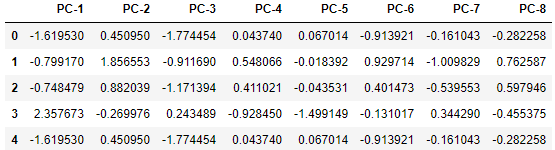 PC-1 PC-2 PC-3 PC-4 PC-5 PC-6 PC-7 PC-8
0 -1.619530 0.450950 -1.774454 0.043740 0.067014 -0.913921 -0.161043 -0.282258
1 -0.799170 1.856553 -0.911690 0.548066 -0.018392 0.929714 -1.009829 0.762587
2 -0.748479 0.882039 -1.171394 0.411021 -0.043531 0.401473 -0.539553 0.597946
3 2.357673 -0.269976 0.243489 -0.928450 -1.499149 -0.131017 0.344290 -0.455375
4 -1.619530 0.450950 -1.774454 0.043740 0.067014 -0.913921 -0.161043 -0.282258